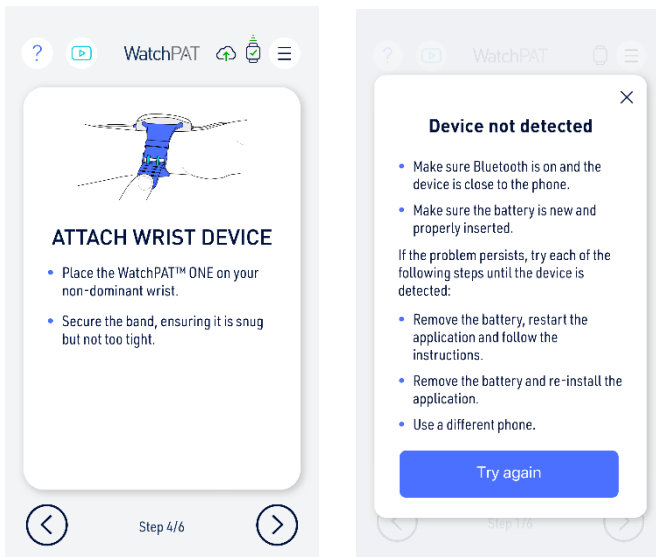 ?
WatchPAT
ATTACH WRIST DEVICE
• Place the WatchPAT™ ONE on your
non-dominant wrist.
• Secure the band, ensuring it is snug
but not too tight.
Step 4/6
? WatchPAT
Device not detected
• Make sure Bluetooth is on and the
device is close to the phone.
• Make sure the battery is new and
properly inserted.
If the problem persists, try each of the
following steps until the device is
detected:
• Remove the battery, restart the
application and follow the
instructions.
• Remove the battery and re-install the
application.
• Use a different phone.
Try again
Step 1/6